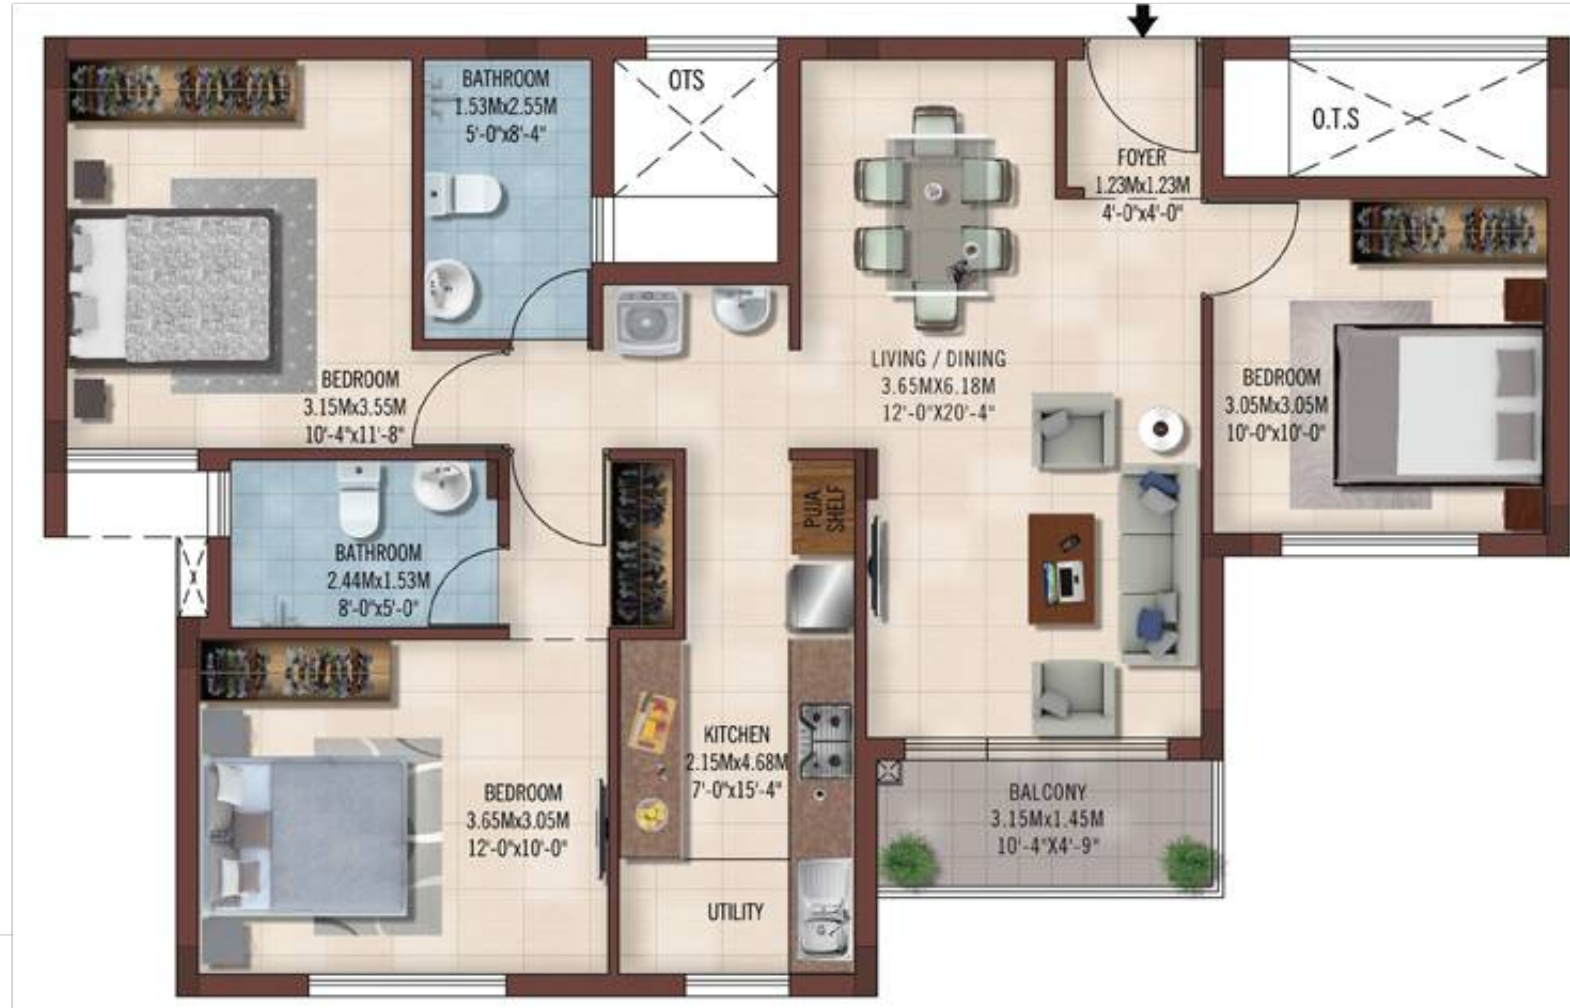 BATHROOM
1.53Mx2.55M
5'-0"x8'-4"
OTS
O.T.S
FOYER
1.23Mx1.23M
4'-0"x4'-0"
BEDROOM
3.15Mx3.55M
10'-4"x11'-8"
LIVING / DINING
3.65MX6.18M
12'-0"X20'-4"
BEDROOM
3.05Mx3.05M
10'-0"x10'-0"
PUJA
SHELF
BATHROOM
2.44Mx1.53M
8'-0"x5'-0"
KITCHEN
2.15Mx4.68M
7'-0"x15'-4"
BEDROOM
3.65Mx3.05M
12'-0"x10'-0"
BALCONY
3.15Mx1.45M
10'-4"X4'-9"
UTILITY